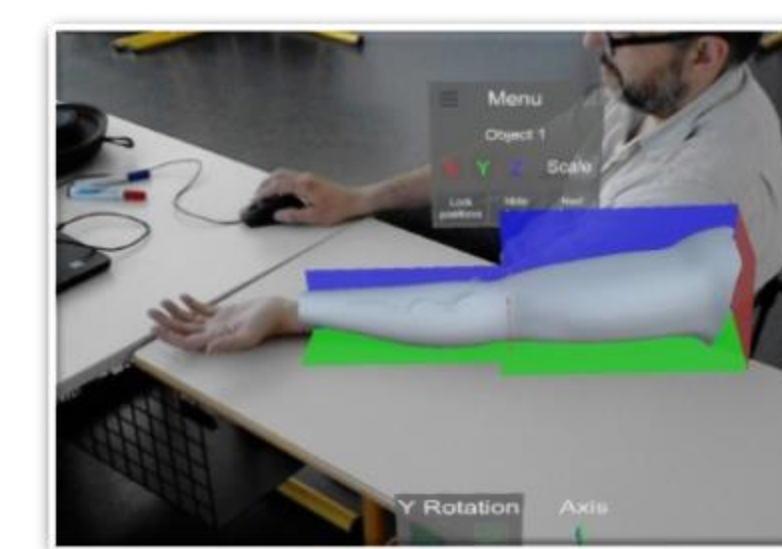 Menu
Object 1
X Y Z Scale
Lock Hide Next
positions
Y Rotation Axis